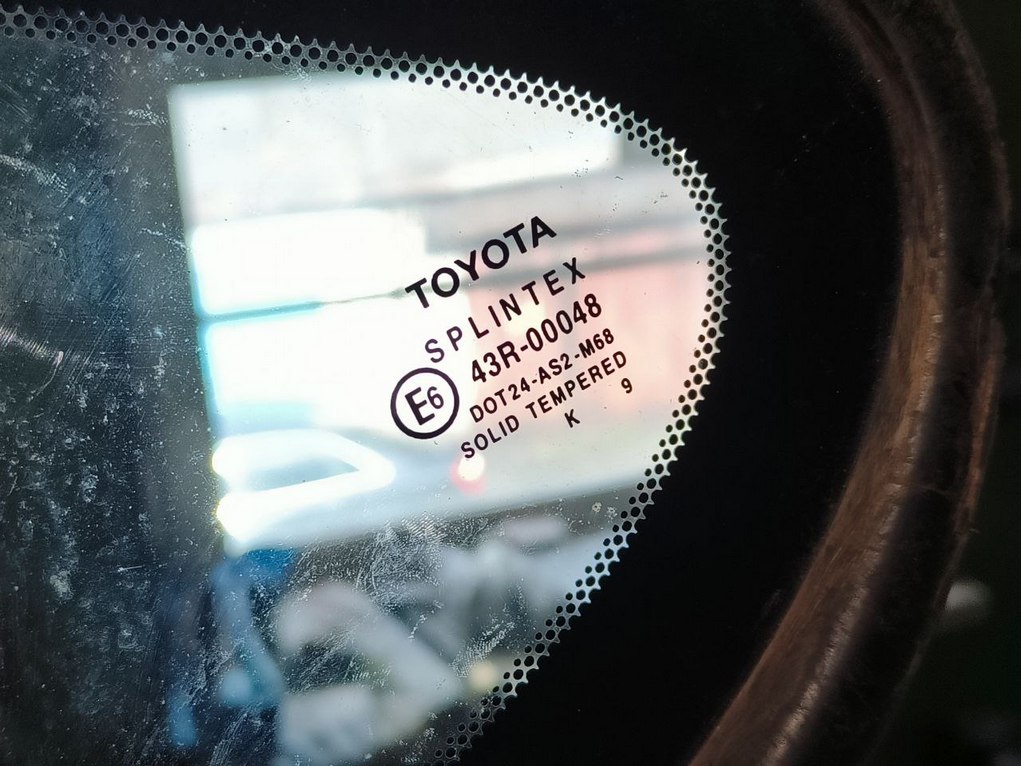 TOYOTA
SPLINTEX
43R-00048
E6
DOT24-AS2-M68
SOLID TEMPERED
K 9